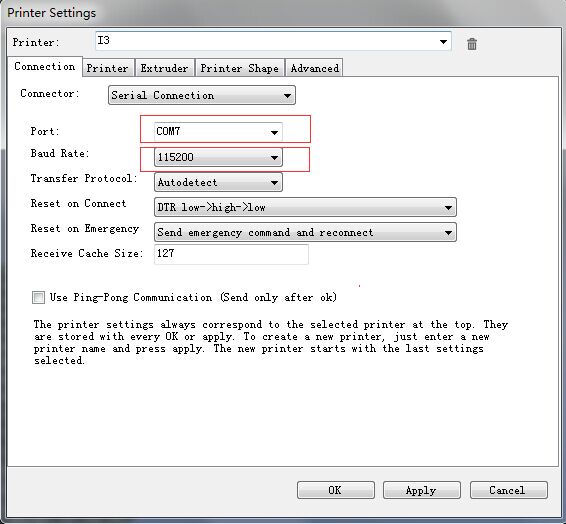 Printer Settings
Printer: I3
Connection Printer Extruder Printer Shape Advanced
Connector: Serial Connection
Port: COM7
Baud Rate: 115200
Transfer Protocol: Autodetect
Reset on Connect DTR low->high->low
Reset on Emergency Send emergency command and reconnect
Receive Cache Size: 127
Use Ping-Pong Communication (Send only after ok)
The printer settings always correspond to the selected printer at the top. They
are stored with every OK or apply. To create a new printer, just enter a new
printer name and press apply. The new printer starts with the last settings
selected.
OK Apply Cancel